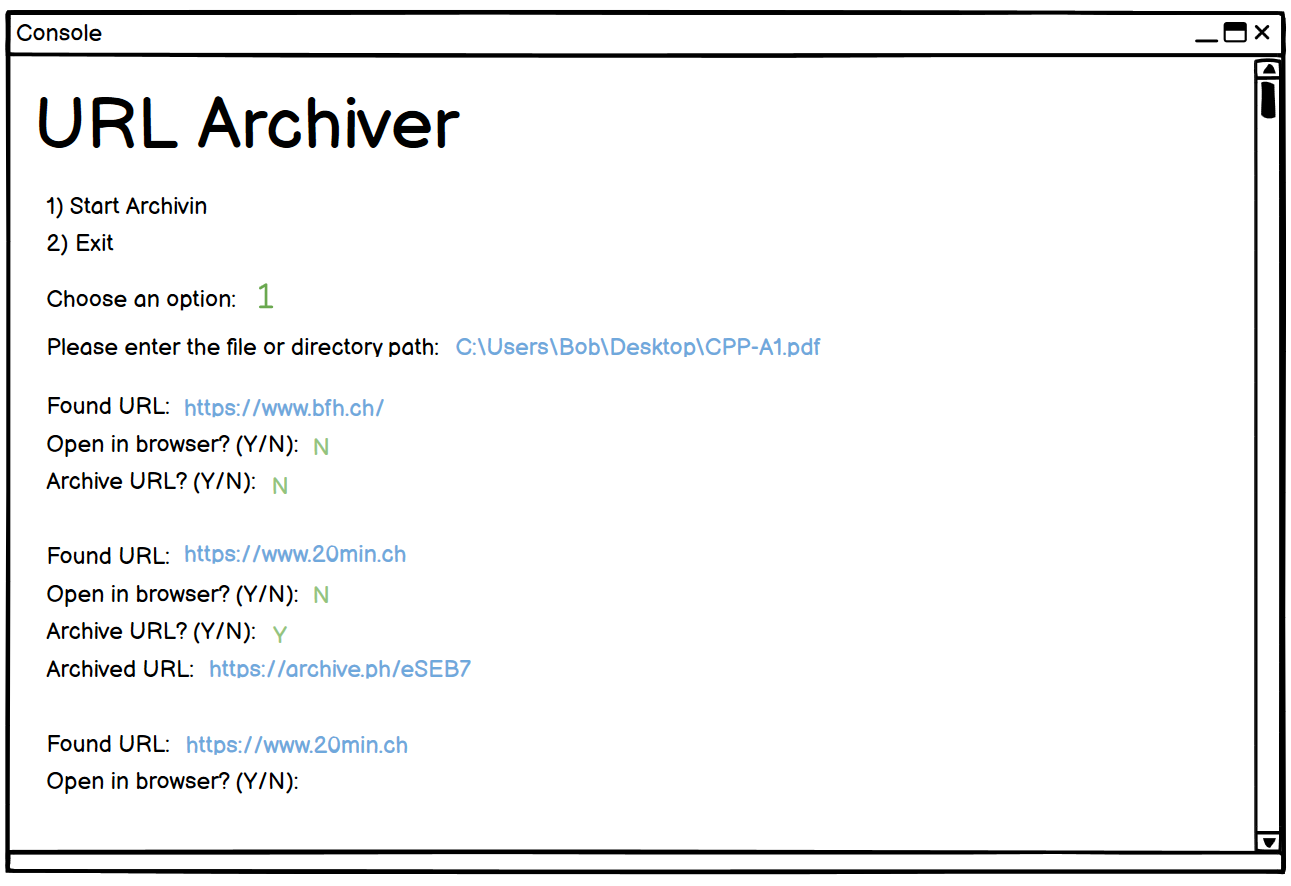 Console
URL Archiver
1) Start Archivin
2) Exit
Choose an option: 1
Please enter the file or directory path: C:\Users\Bob\Desktop\CPP-A1.pdf
Found URL: https://www.bfh.ch/
Open in browser? (Y/N): N
Archive URL? (Y/N): N
Found URL: https://www.20min.ch
Open in browser? (Y/N): N
Archive URL? (Y/N): Y
Archived URL: https://archive.ph/eSEB7
Found URL: https://www.20min.ch
Open in browser? (Y/N):